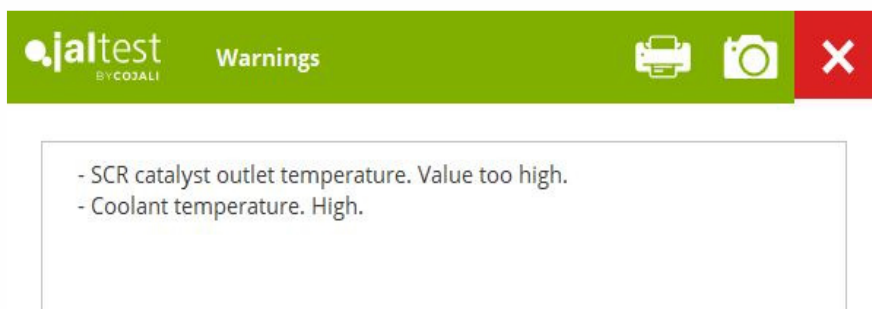 jaltest
BY COJALI
Warnings
- SCR catalyst outlet temperature. Value too high.
- Coolant temperature. High.